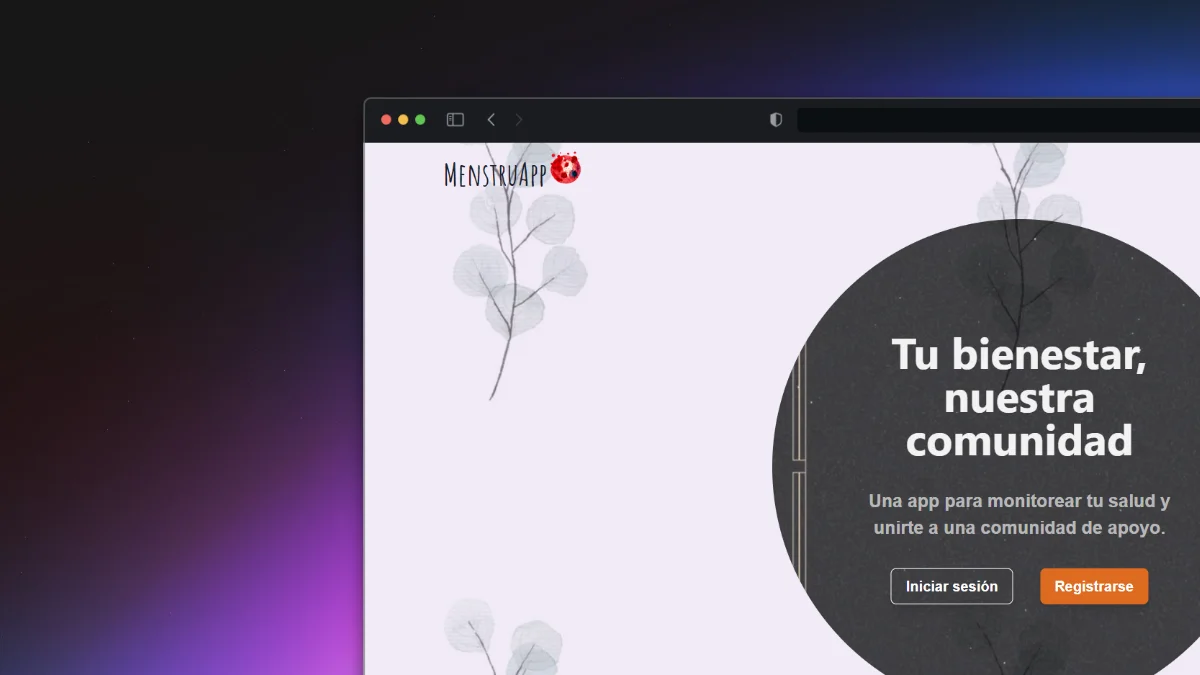 MenstruApp
Tu bienestar,
nuestra
comunidad
Una app para monitorear tu salud y
unirte a una comunidad de apoyo.
Iniciar sesión
Registrarse